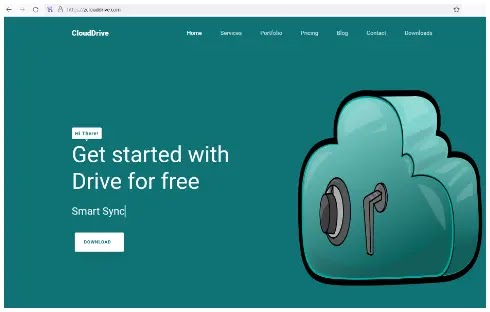 https://zclouddrive.com
CloudDrive
Home Services Portfolio Pricing Blog Contact Downloads
Hi There!
Get started with
Drive for free
Smart Sync
DOWNLOAD